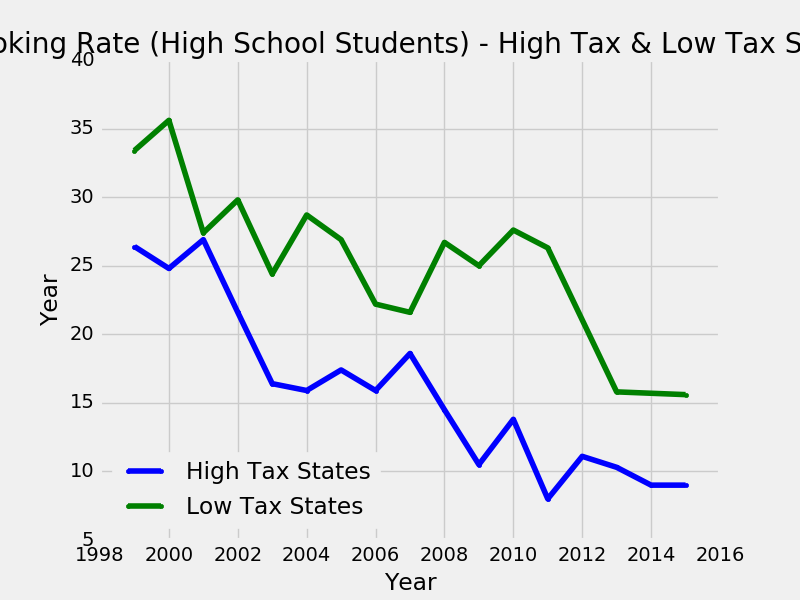 Rate (High School Students) - High Tax & Low Tax
40
35
30
25
20
15
10
5
Year
High Tax States
Low Tax States
1998 2000 2002 2004 2006 2008 2010 2012 2014 2016
Year